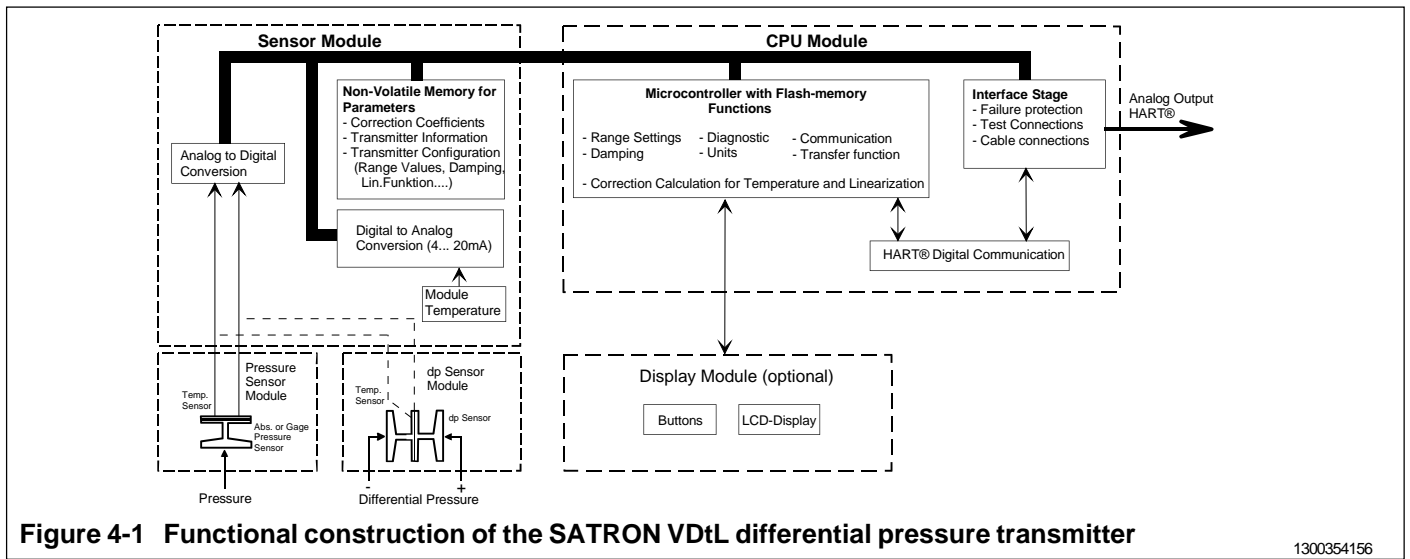 Sensor Module
Non-Volatile Memory for
Parameters
- Correction Coefficients
- Transmitter Information
- Transmitter Configuration
(Range Values, Damping,
Lin.Funktion....)
Analog to Digital
Conversion
Digital to Analog
Conversion (4... 20mA)
Module
Temperature
CPU Module
Microcontroller with Flash-memory
Functions
- Range Settings - Diagnostic - Communication
- Damping - Units - Transfer function
- Correction Calculation for Temperature and Linearization
Interface Stage
- Failure protection
- Test Connections
- Cable connections
Analog Output
HART®
HART® Digital Communication
Pressure
Sensor
Module
Temp.
Sensor
Abs. or Gage
Pressure
Sensor
Pressure
dp Sensor
Module
Temp.
Sensor
dp Sensor
- +
Differential Pressure
Display Module (optional)
Buttons LCD-Display
Figure 4-1 Functional construction of the SATRON VDtL differential pressure transmitter
1300354156